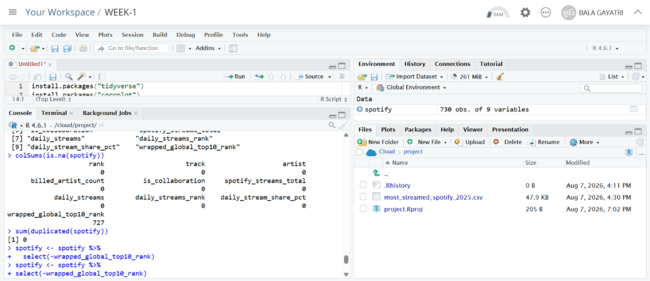 Your Workspace / WEEK-1
RAM
BG
BALA GAYATRI
File Edit Code View Plots Session Build Debug Profile Tools Help
Go to file/function
Addins
R 4.6.1
Untitled1*
Run
Source
1 install.packages("tidyverse")
14:1
(Top Level)
R Script
Console Terminal Background Jobs
R 4.6.1 · /cloud/project/
[7] "daily_streams" "daily_streams_rank"
[9] "daily_stream_share_pct" "wrapped_global_top10_rank"
> colSums(is.na(spotify))
rank track artist
0 0 0
billed_artist_count is_collaboration spotify_streams_total
0 0 0
daily_streams daily_streams_rank daily_stream_share_pct
0 0 0
wrapped_global_top10_rank
727
> sum(duplicated(spotify))
[1] 0
> spotify <- spotify %>%
+ select(-wrapped_global_top10_rank)
> spotify <- spotify %>%
+ select(-wrapped_global_top10_rank)
Environment History Connections Tutorial
Import Dataset
261 MiB
List
R
Global Environment
Data
spotify 730 obs. of 9 variables
Files Plots Packages Help Viewer Presentation
New Folder New File Upload Delete Rename More
Cloud project
Name Size Modified
..
.Rhistory 0 B Aug 7, 2026, 4:11 PM
most_streamed_spotify_2025.csv 47.9 KB Aug 7, 2026, 4:30 PM
project.Rproj 205 B Aug 7, 2026, 7:02 PM